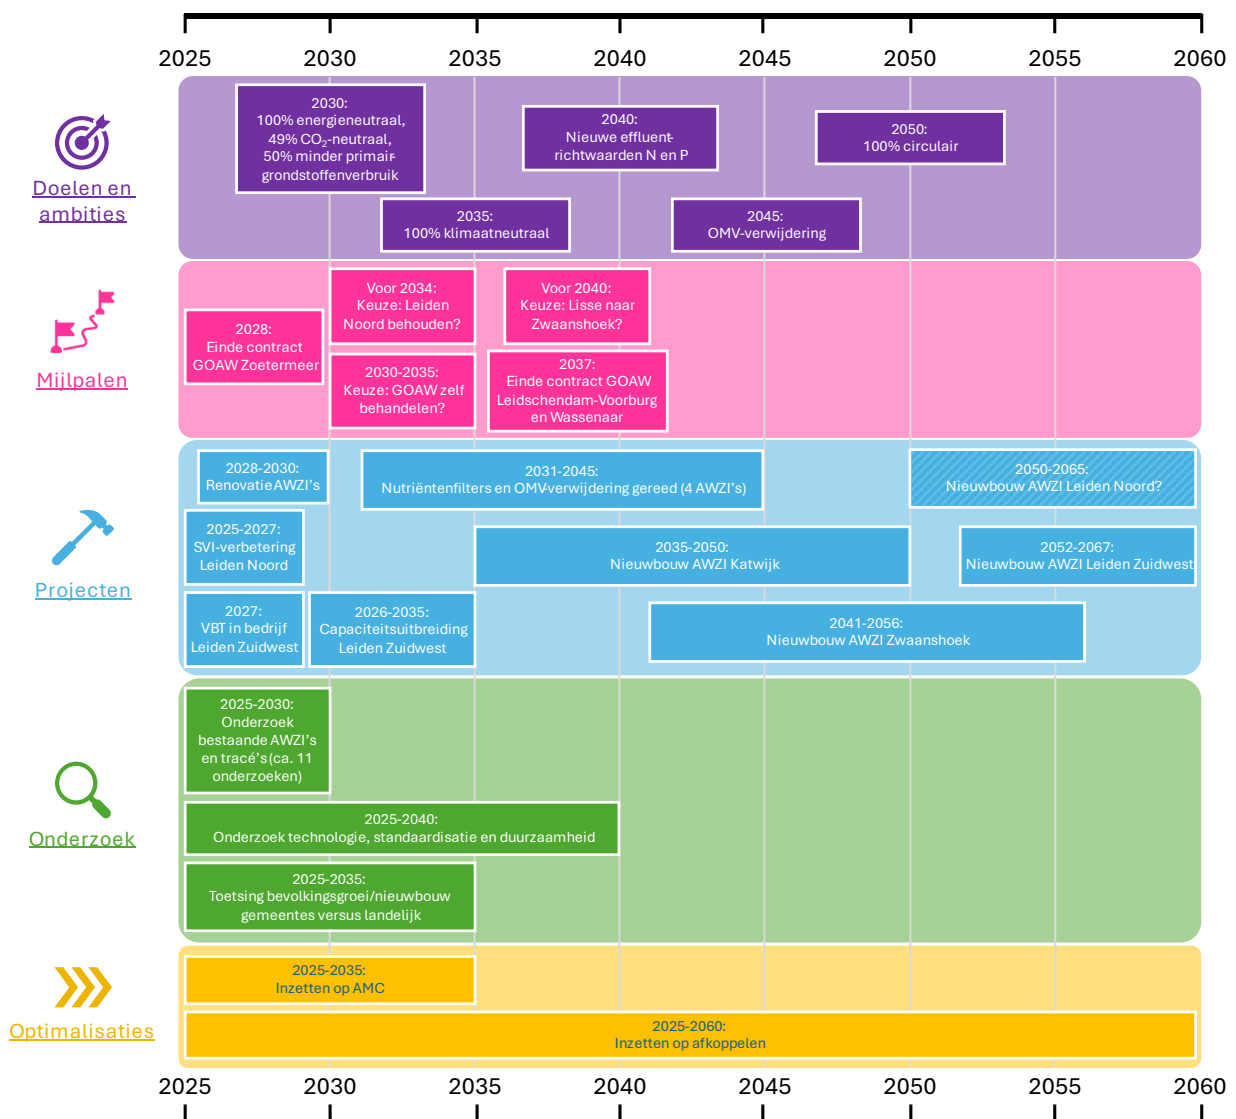 2025 2030 2035 2040 2045 2050 2055 2060
Doelen en
ambities
2030:
100% energieneutraal,
49% CO₂-neutraal,
50% minder primair-
grondstoffenverbruik
2035:
100% klimaatneutraal
2040:
Nieuwe effluent-
richtwaarden N en P
2045:
OMV-verwijdering
2050:
100% circulair
Mijlpalen
2028:
Einde contract
GOAW Zoetermeer
Voor 2034:
Keuze: Leiden
Noord behouden?
2030-2035:
Keuze: GOAW zelf
behandelen?
Voor 2040:
Keuze: Lisse naar
Zwaanshoek?
2037:
Einde contract GOAW
Leidschendam-Voorburg
en Wassenaar
Projecten
2028-2030:
Renovatie AWZI's
2031-2045:
Nutriëntenfilters en OMV-verwijdering gereed (4 AWZI's)
2050-2065:
Nieuwbouw AWZI Leiden Noord?
2025-2027:
SVI-verbetering
Leiden Noord
2035-2050:
Nieuwbouw AWZI Katwijk
2052-2067:
Nieuwbouw AWZI Leiden Zuidwest
2027:
VBT in bedrijf
Leiden Zuidwest
2026-2035:
Capaciteitsuitbreiding
Leiden Zuidwest
2041-2056:
Nieuwbouw AWZI Zwaanshoek
Onderzoek
2025-2030:
Onderzoek
bestaande AWZI's
en tracé's (ca. 11
onderzoeken)
2025-2040:
Onderzoek technologie, standaardisatie en duurzaamheid
2025-2035:
Toetsing bevolkingsgroei/nieuwbouw
gemeentes versus landelijk
Optimalisaties
2025-2035:
Inzetten op AMC
2025-2060:
Inzetten op afkoppelen
2025 2030 2035 2040 2045 2050 2055 2060